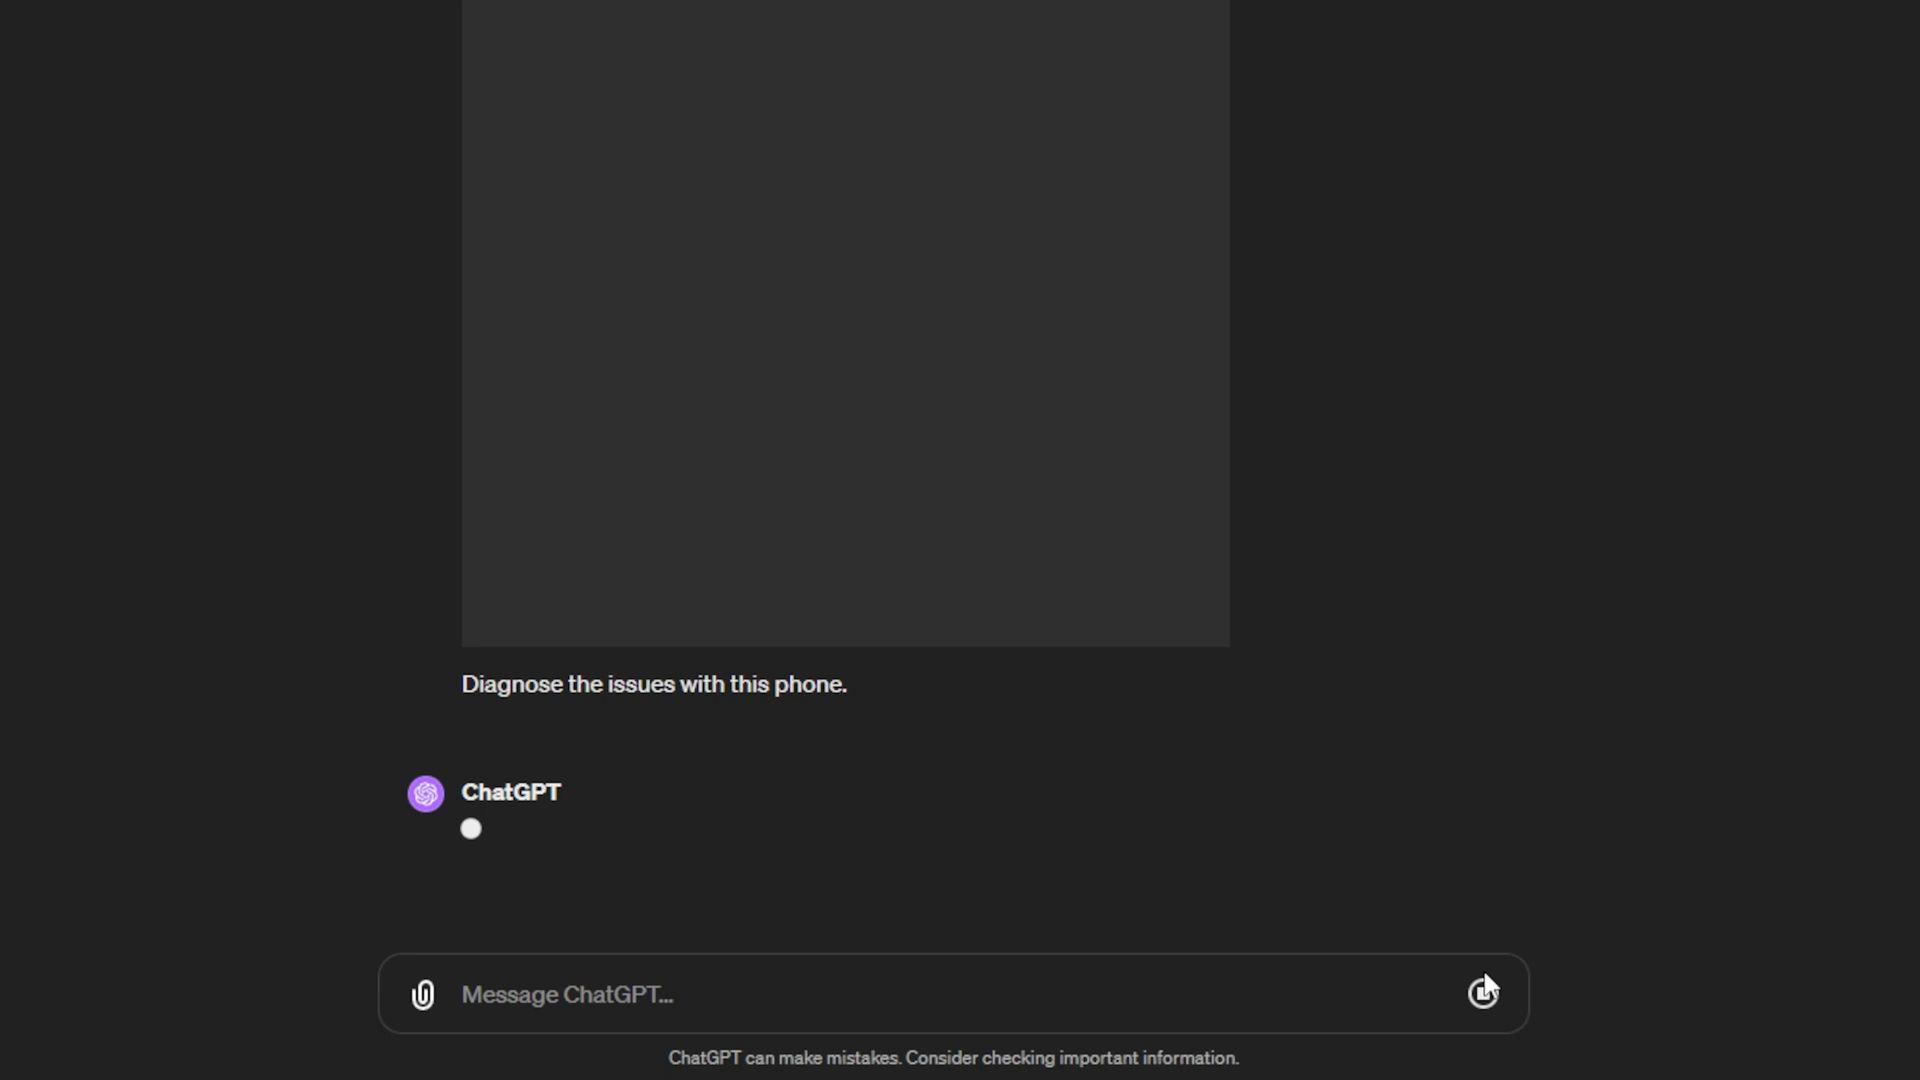 Diagnose the issues with this phone.
ChatGPT
Message ChatGPT...
ChatGPT can make mistakes. Consider checking important information.